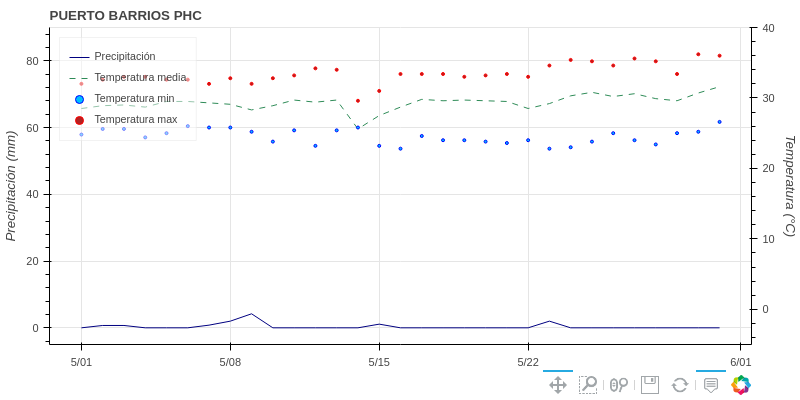 PUERTO BARRIOS PHC
Precipitación
Temperatura media
Temperatura min
Temperatura max
Precipitación (mm)
80
60
40
20
0
Temperatura (°C)
40
30
20
10
0
5/01
5/08
5/15
5/22
6/01